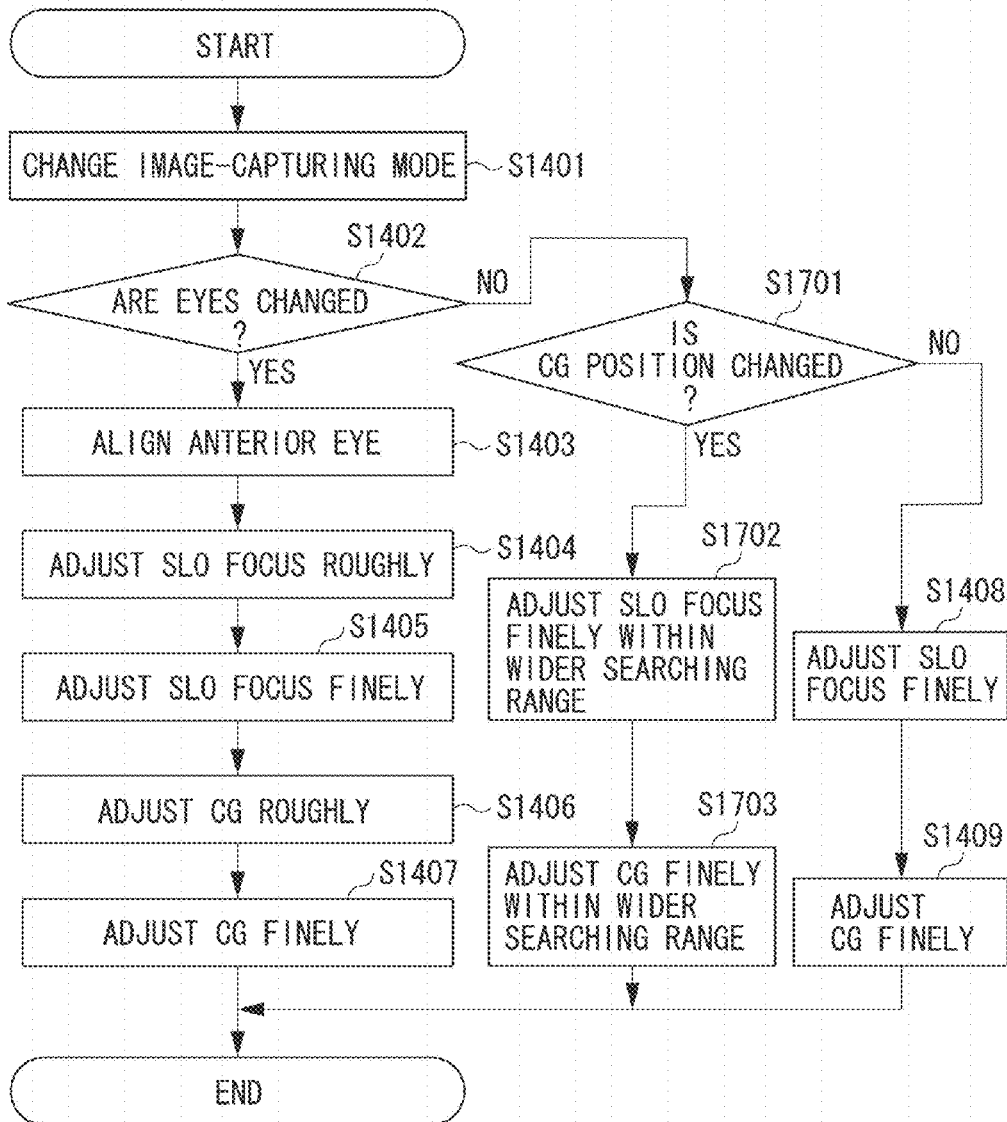 START
CHANGE IMAGE-CAPTURING MODE
S1401
S1402
ARE EYES CHANGED
?
NO
YES
S1701
IS
CG POSITION CHANGED
?
NO
YES
ALIGN ANTERIOR EYE
S1403
ADJUST SLO FOCUS ROUGHLY
S1404
S1405
ADJUST SLO FOCUS FINELY
ADJUST CG ROUGHLY
S1406
S1407
ADJUST CG FINELY
S1702
ADJUST SLO FOCUS
FINELY WITHIN
WIDER SEARCHING
RANGE
S1703
ADJUST CG FINELY
WITHIN WIDER
SEARCHING RANGE
S1408
ADJUST SLO
FOCUS FINELY
S1409
ADJUST
CG FINELY
END